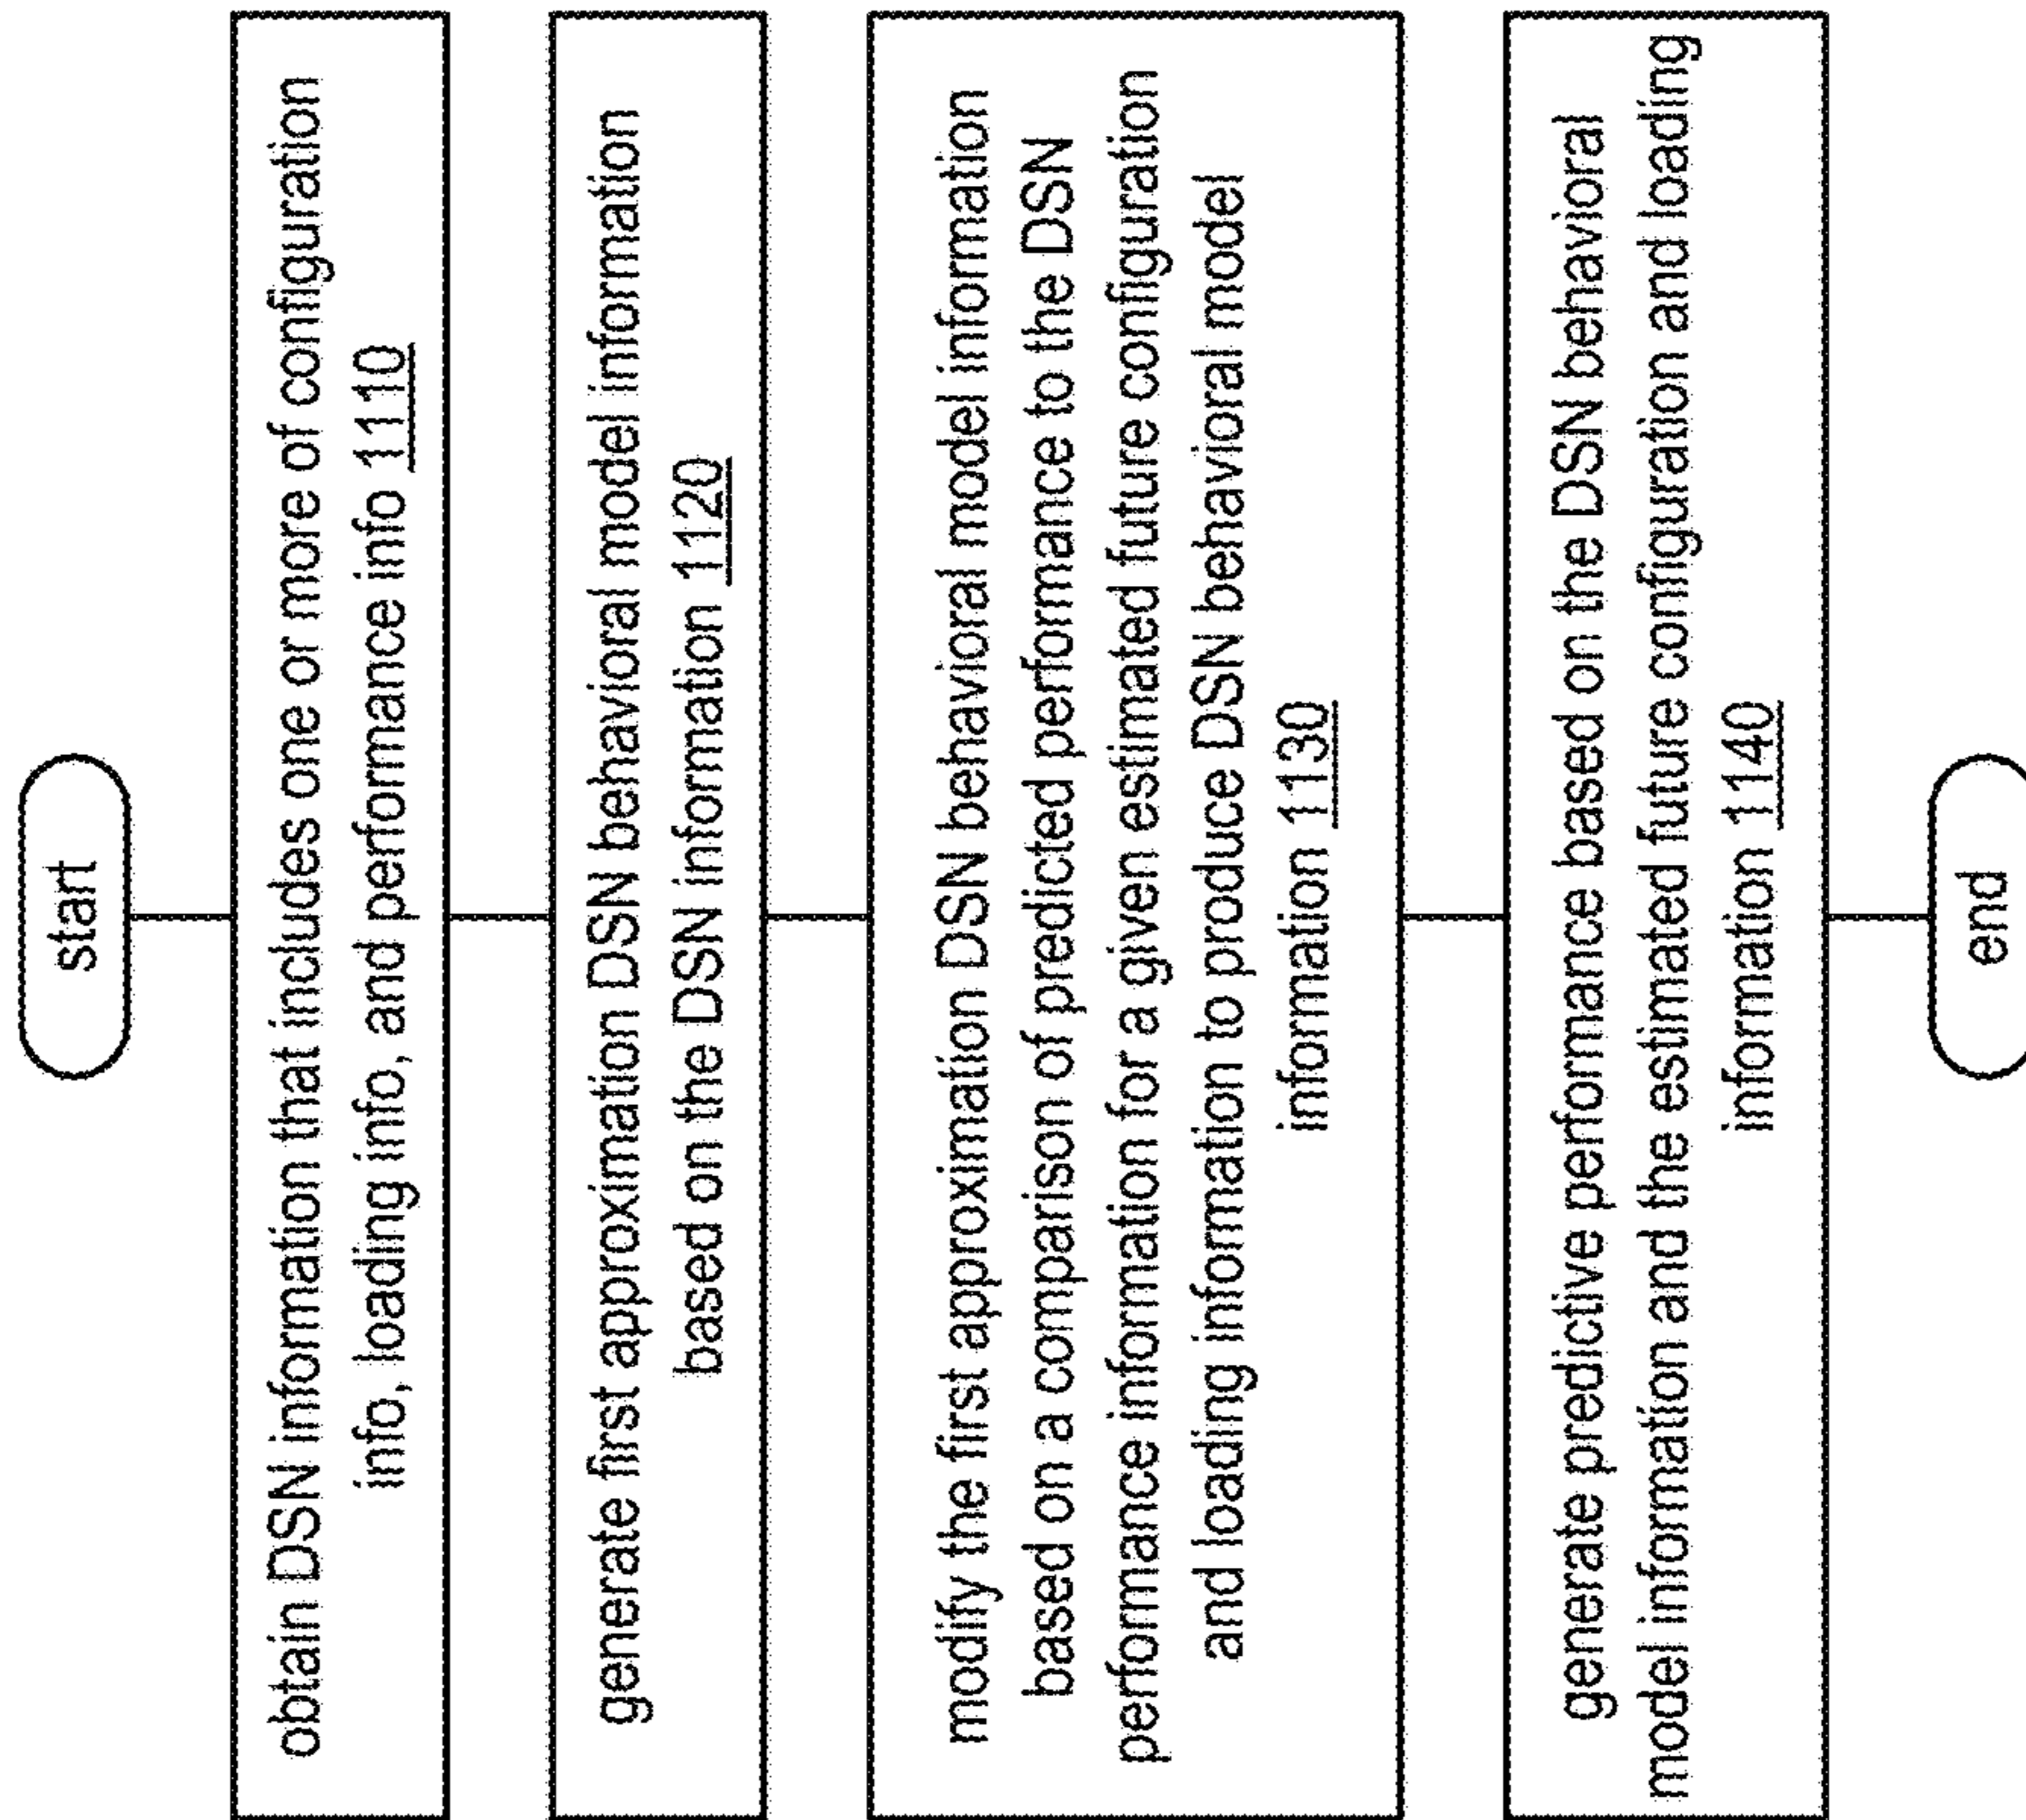 start
obtain DSN information that includes one or more of configuration
info, loading info, and performance info 1110
generate first approximation DSN behavioral model information
based on the DSN information 1120
modify the first approximation DSN behavioral model information
based on a comparison of predicted performance to the DSN
performance information for a given estimated future configuration
and loading information to produce DSN behavioral model
information 1130
generate predictive performance based on the DSN behavioral
model information and the estimated future configuration and loading
information 1140
end